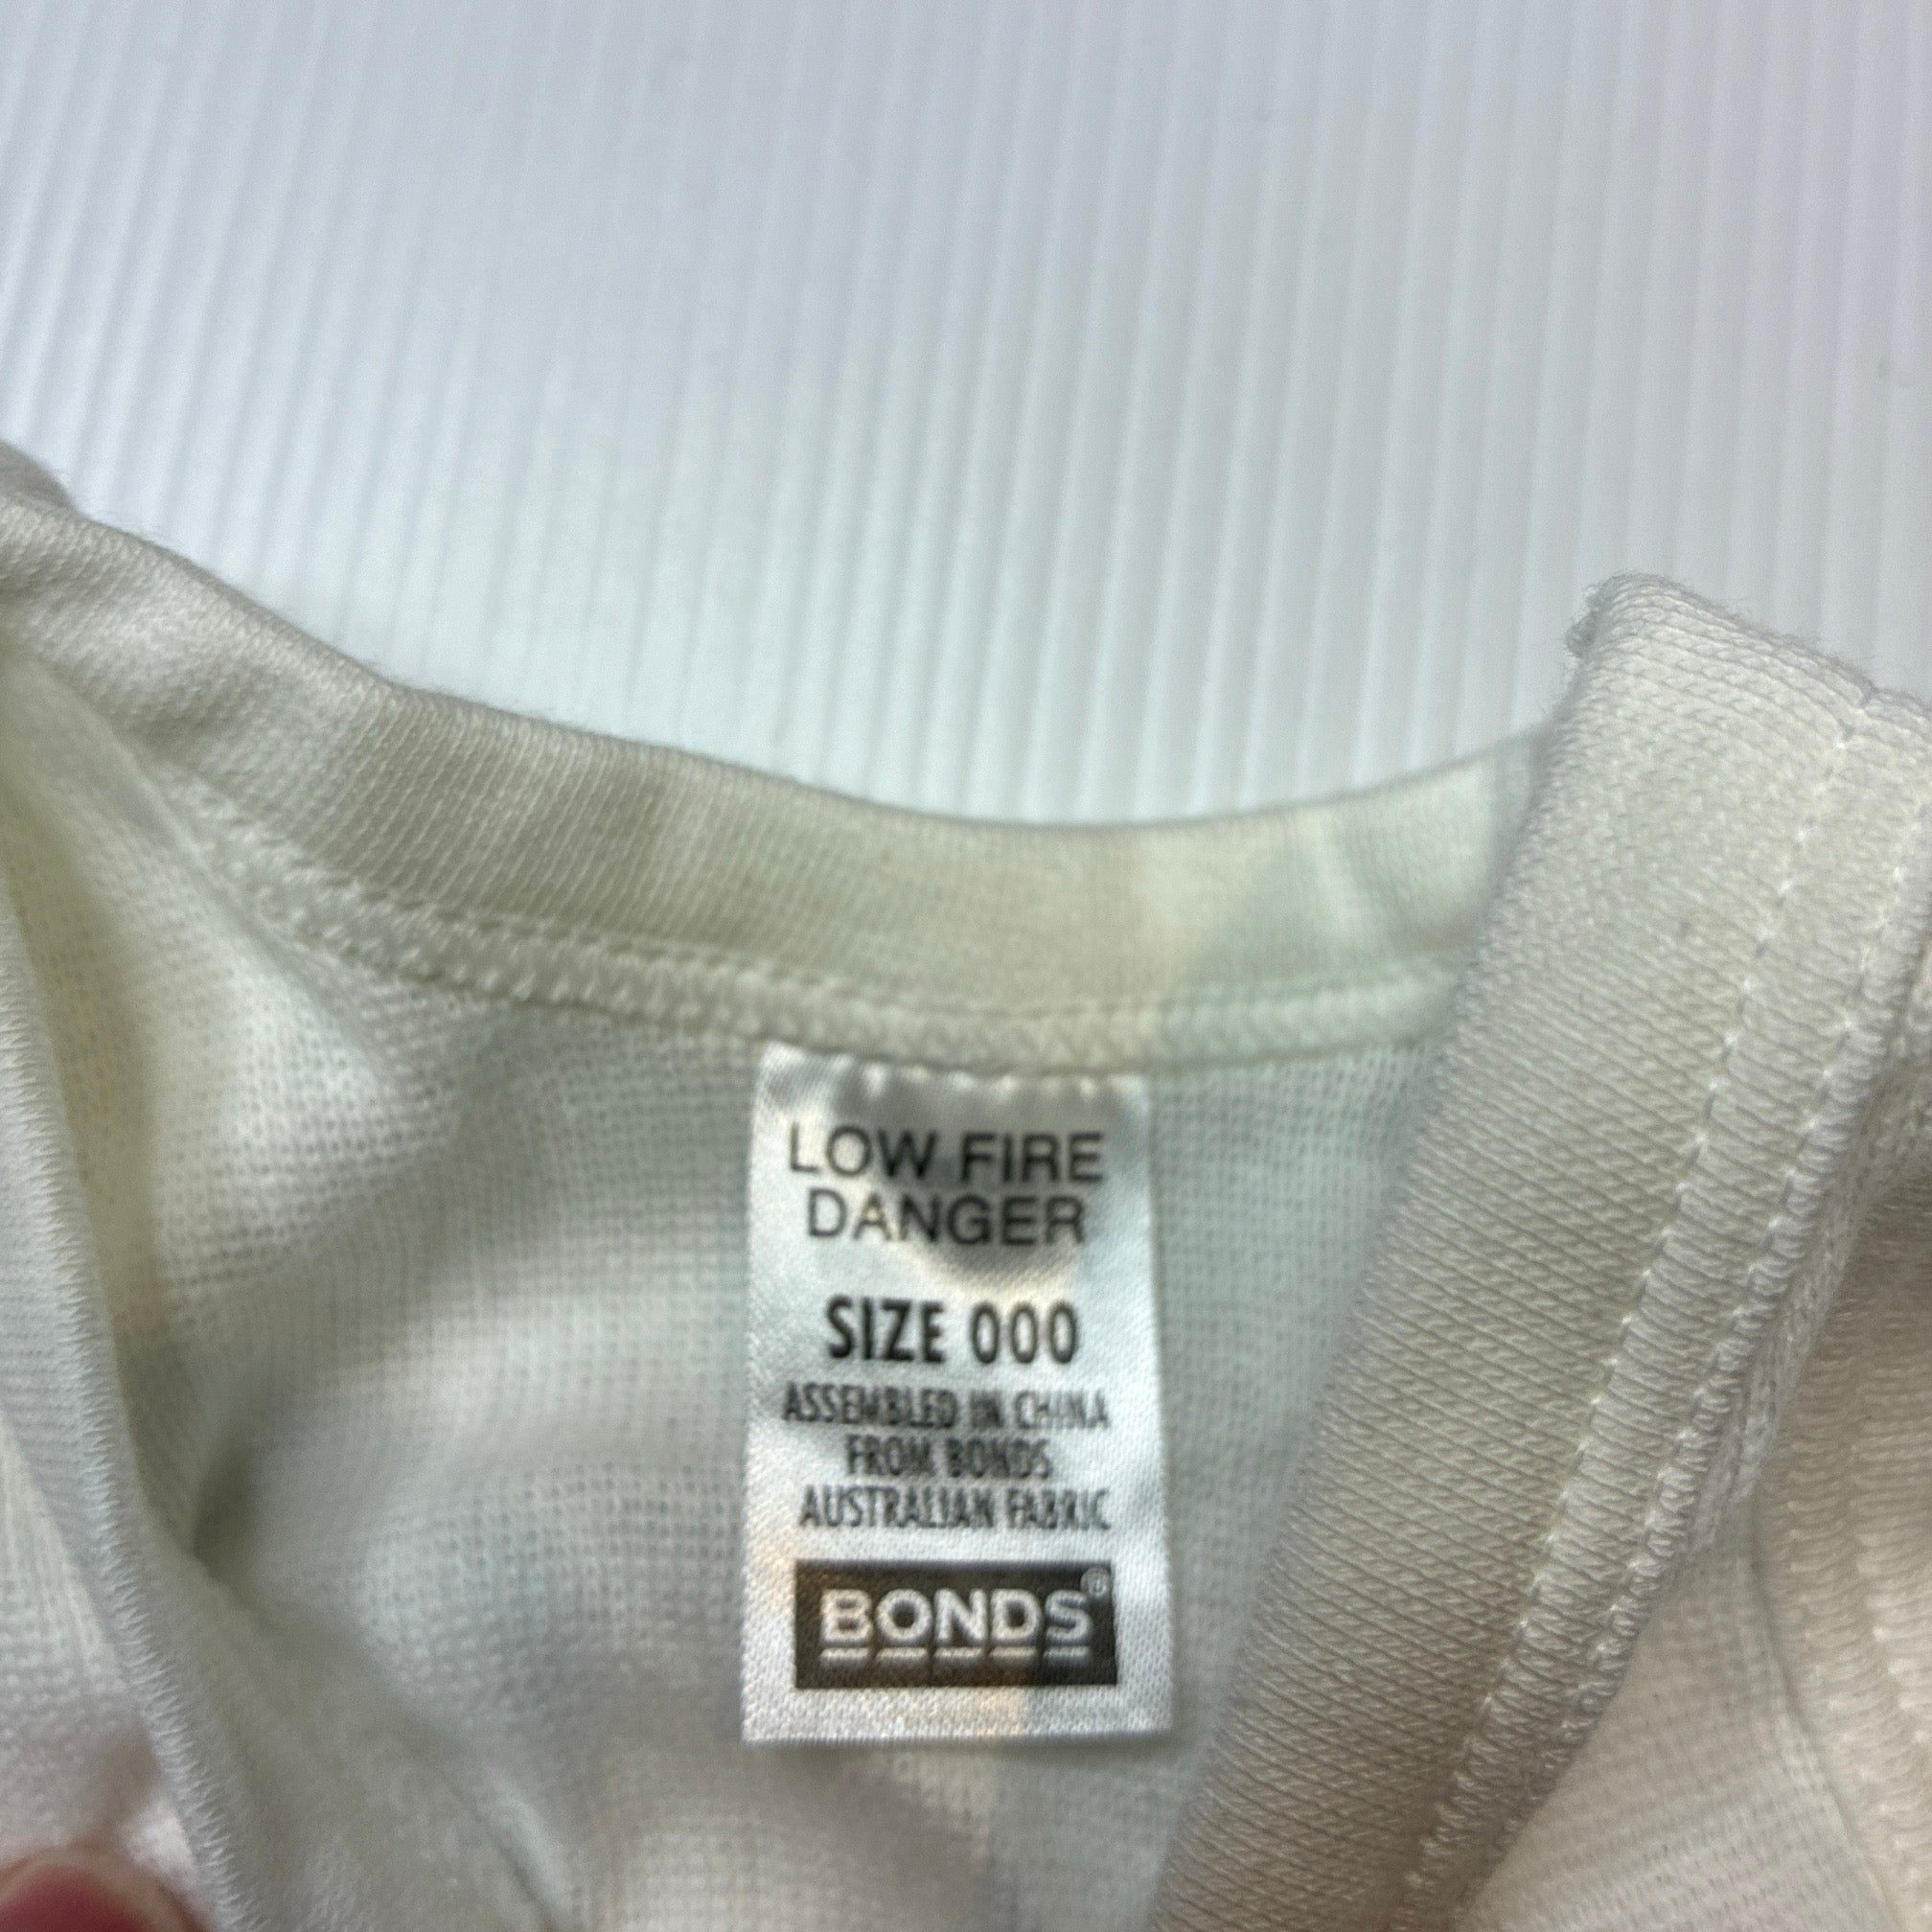 LOW FIRE
DANGER
SIZE 000
ASSEMBLED IN CHINA
FROM BONDS
AUSTRALIAN FABRIC
BONDS®